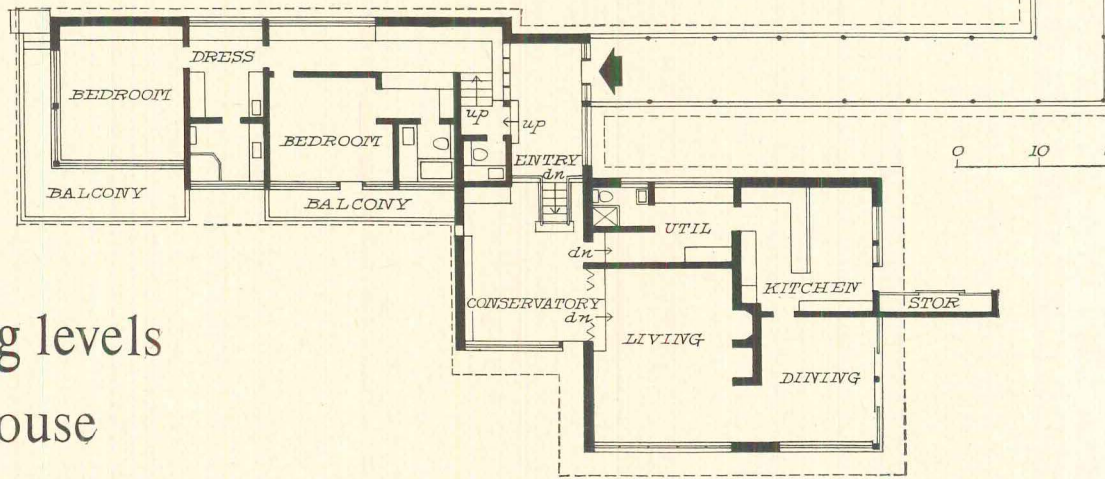 DRESS
BEDROOM
up
up
BEDROOM
ENTRY
dn
0 10
BALCONY
BALCONY
UTIL
dn
KITCHEN
CONSERVATORY
dn
STOR
LIVING
DINING
g levels
ouse